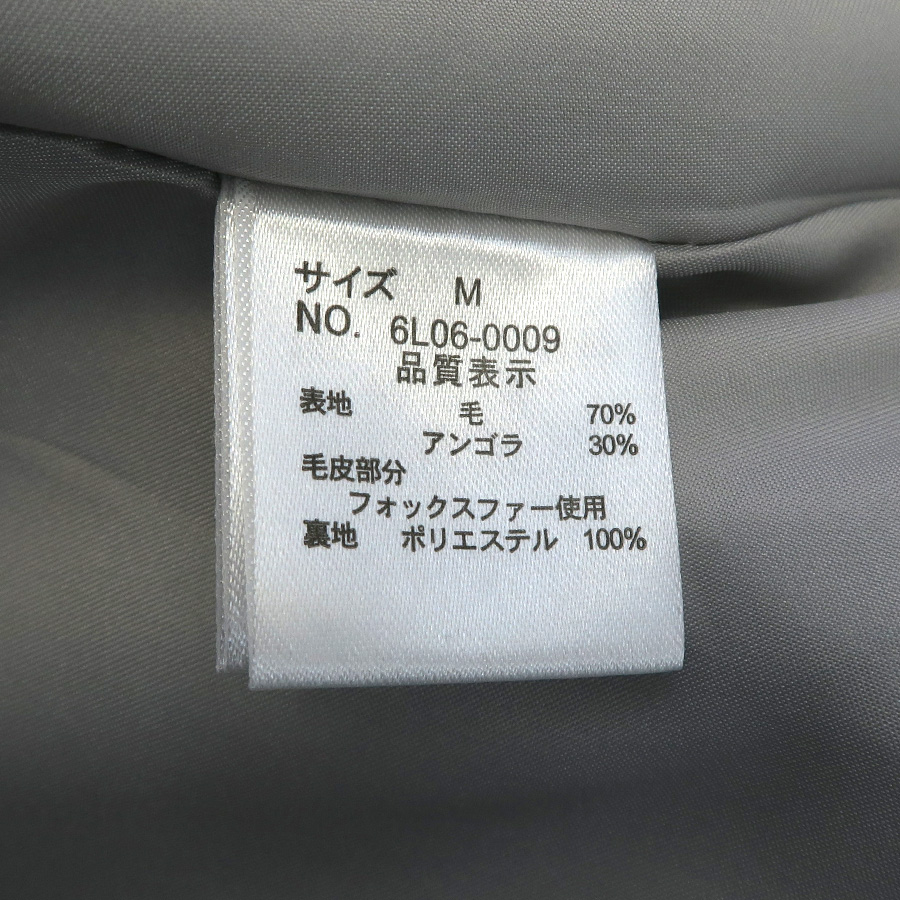 サイズ M
NO. 6L06-0009
品質表示
表地 毛 70%
アンゴラ 30%
毛皮部分
フォックスファー使用
裏地 ポリエステル 100%